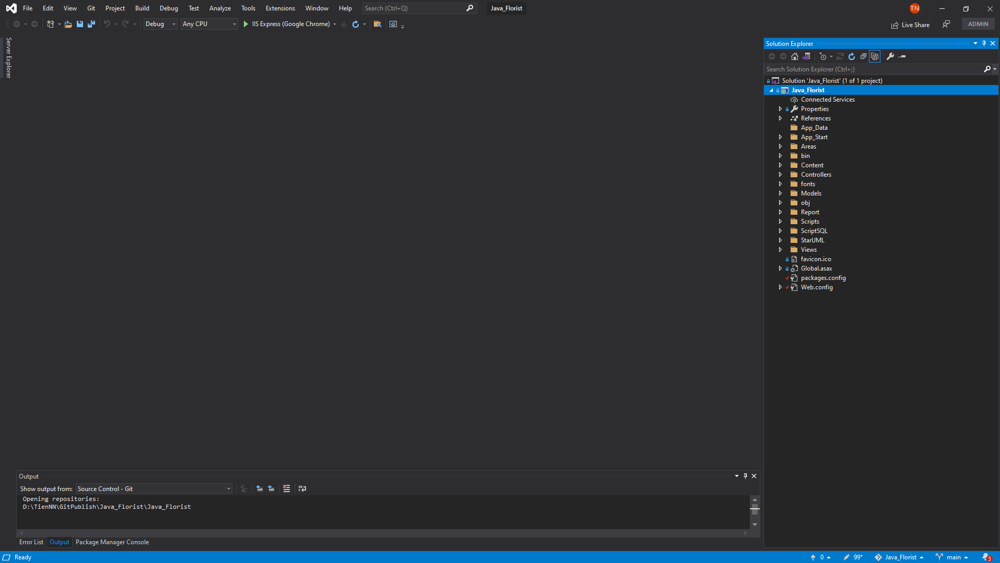 File Edit View Git Project Build Debug Test Analyze Tools Extensions Window Help Search (Ctrl+Q) Java_Florist TN
Debug Any CPU IIS Express (Google Chrome) Live Share ADMIN
Server Explorer
Solution Explorer
Search Solution Explorer (Ctrl+;)
Solution 'Java_Florist' (1 of 1 project)
Java_Florist
Connected Services
Properties
References
App_Data
App_Start
Areas
bin
Content
Controllers
fonts
Models
obj
Report
Scripts
ScriptSQL
StarUML
Views
favicon.ico
Global.asax
packages.config
Web.config
Output
Show output from: Source Control - Git
Opening repositories:
D:\TienNN\GitPublish\Java_Florist\Java_Florist
Error List Output Package Manager Console
Ready 0 99* Java_Florist main 3